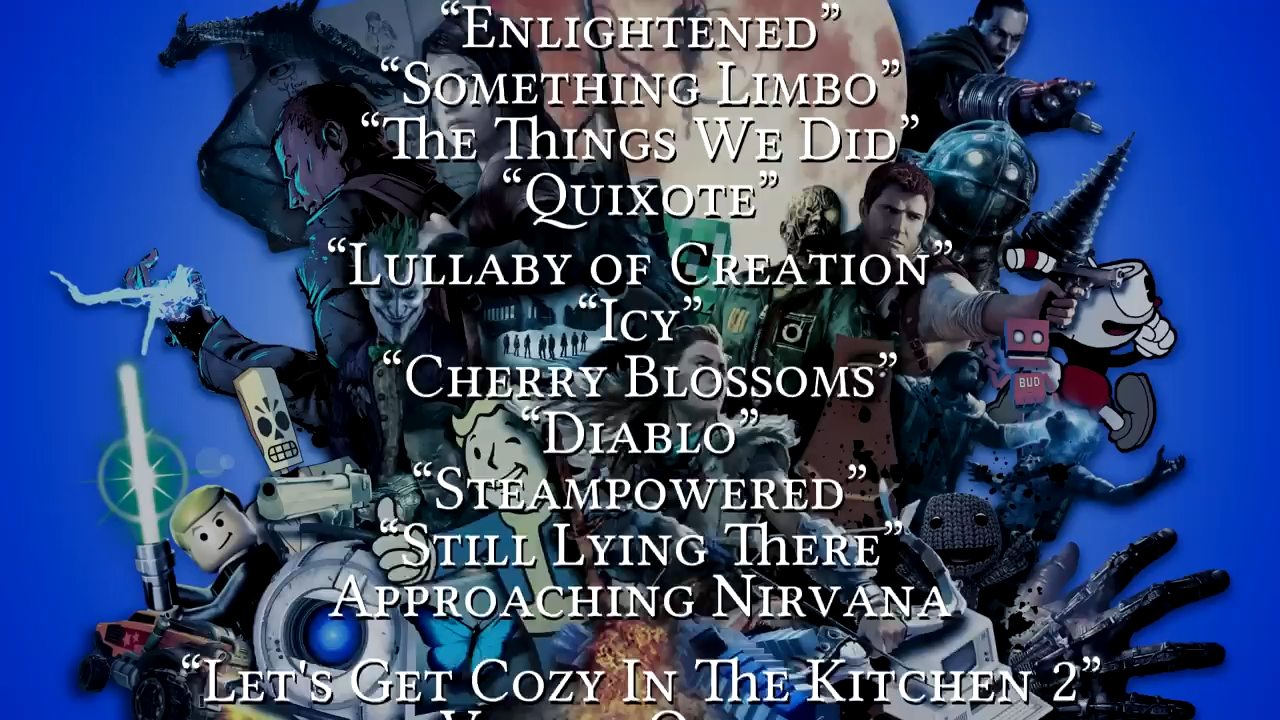 “Enlightened”
“Something Limbo”
“The Things We Did”
“Quixote”
“Lullaby of Creation”
“Icy”
“Cherry Blossoms”
“Diablo”
“Steampowered”
“Still Lying There”
Approaching Nirvana
“Let's Get Cozy In The Kitchen 2”
BUD